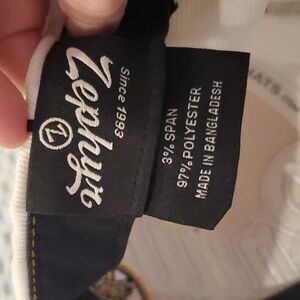 Zephyr
Since 1993
Z
3% SPAN
97% POLYESTER
MADE IN BANGLADESH